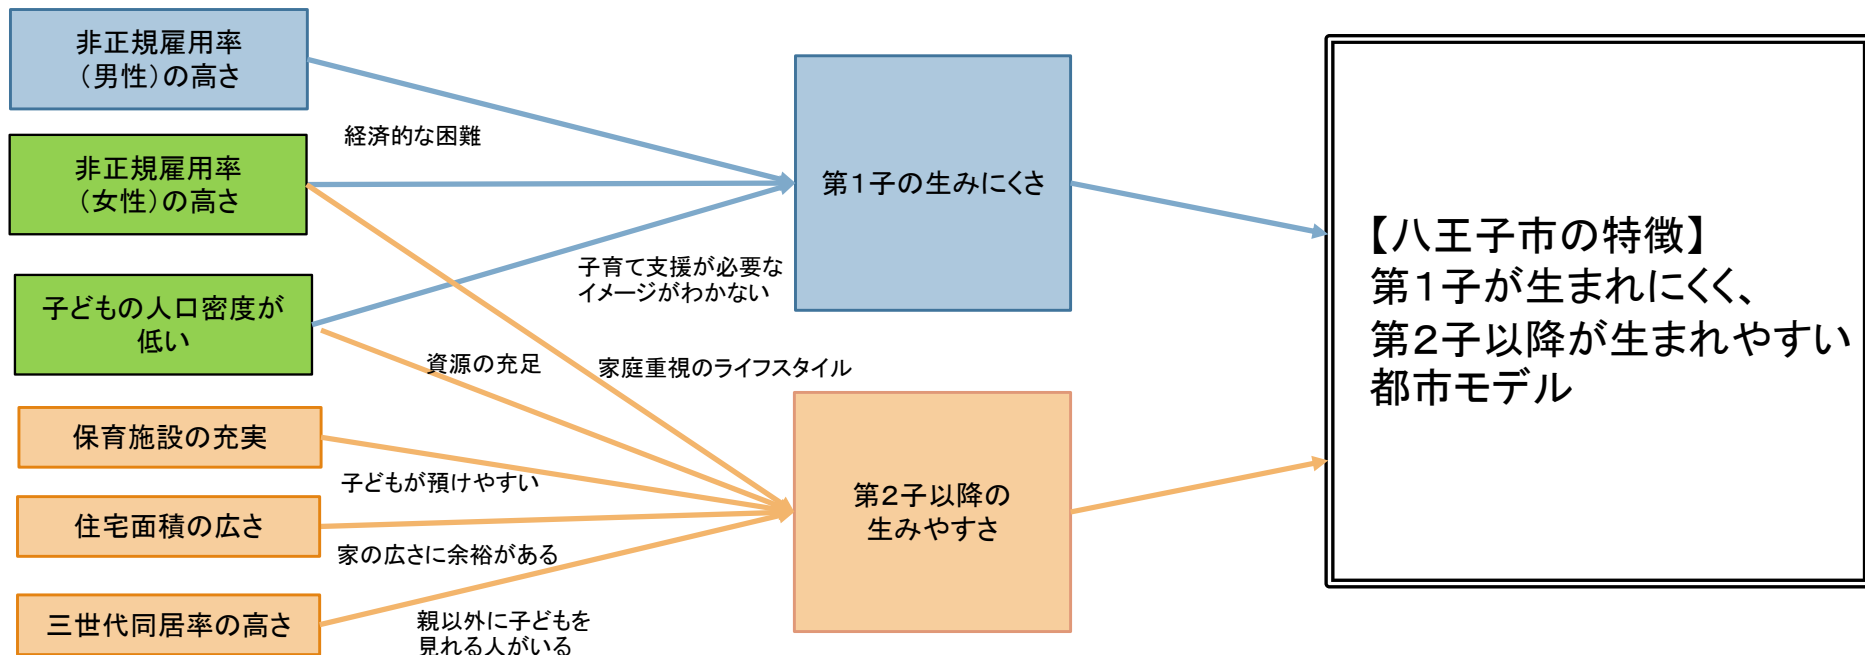 非正規雇用率
（男性）の高さ
経済的な困難
非正規雇用率
（女性）の高さ
子育て支援が必要な
イメージがわかない
子どもの人口密度が
低い
資源の充足
家庭重視のライフスタイル
保育施設の充実
子どもが預けやすい
住宅面積の広さ
家の広さに余裕がある
三世代同居率の高さ
親以外に子どもを
見れる人がいる
第１子の生みにくさ
第２子以降の
生みやすさ
【八王子市の特徴】
第１子が生まれにくく、
第２子以降が生まれやすい
都市モデル